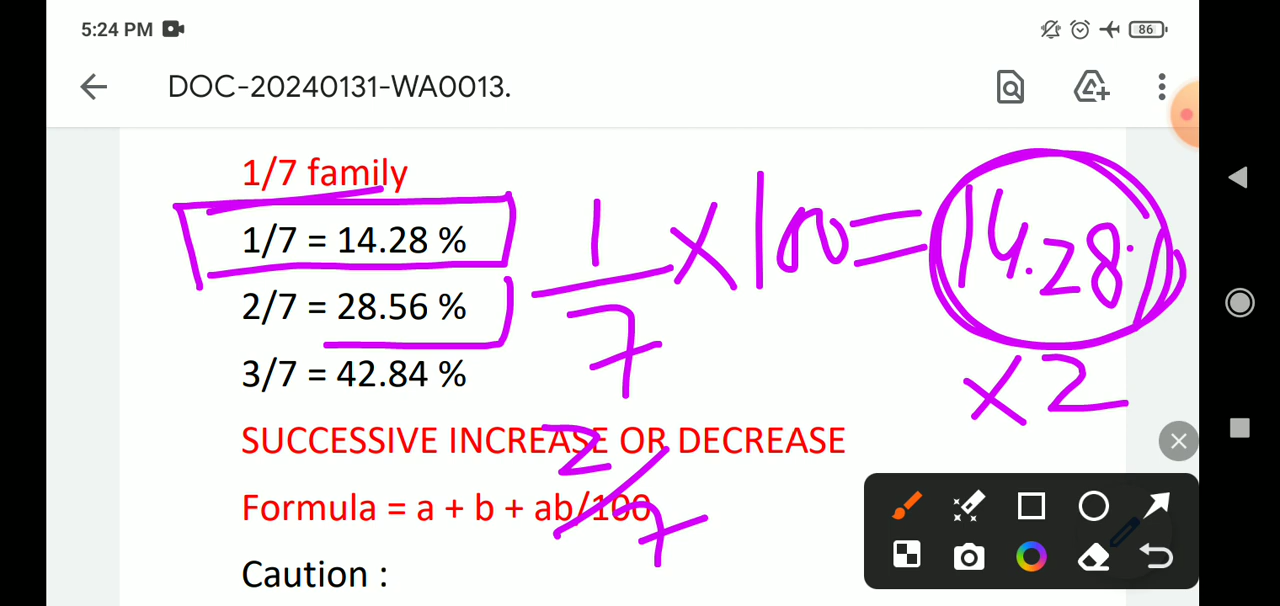 5:24 PM 86
DOC-20240131-WA0013.
1/7 family
1/7 = 14.28 %
2/7 = 28.56 %
3/7 = 42.84 %
1/7 × 100 = 14.28
× 2
SUCCESSIVE INCREASE OR DECREASE
2/7
Formula = a + b + ab/100
Caution :